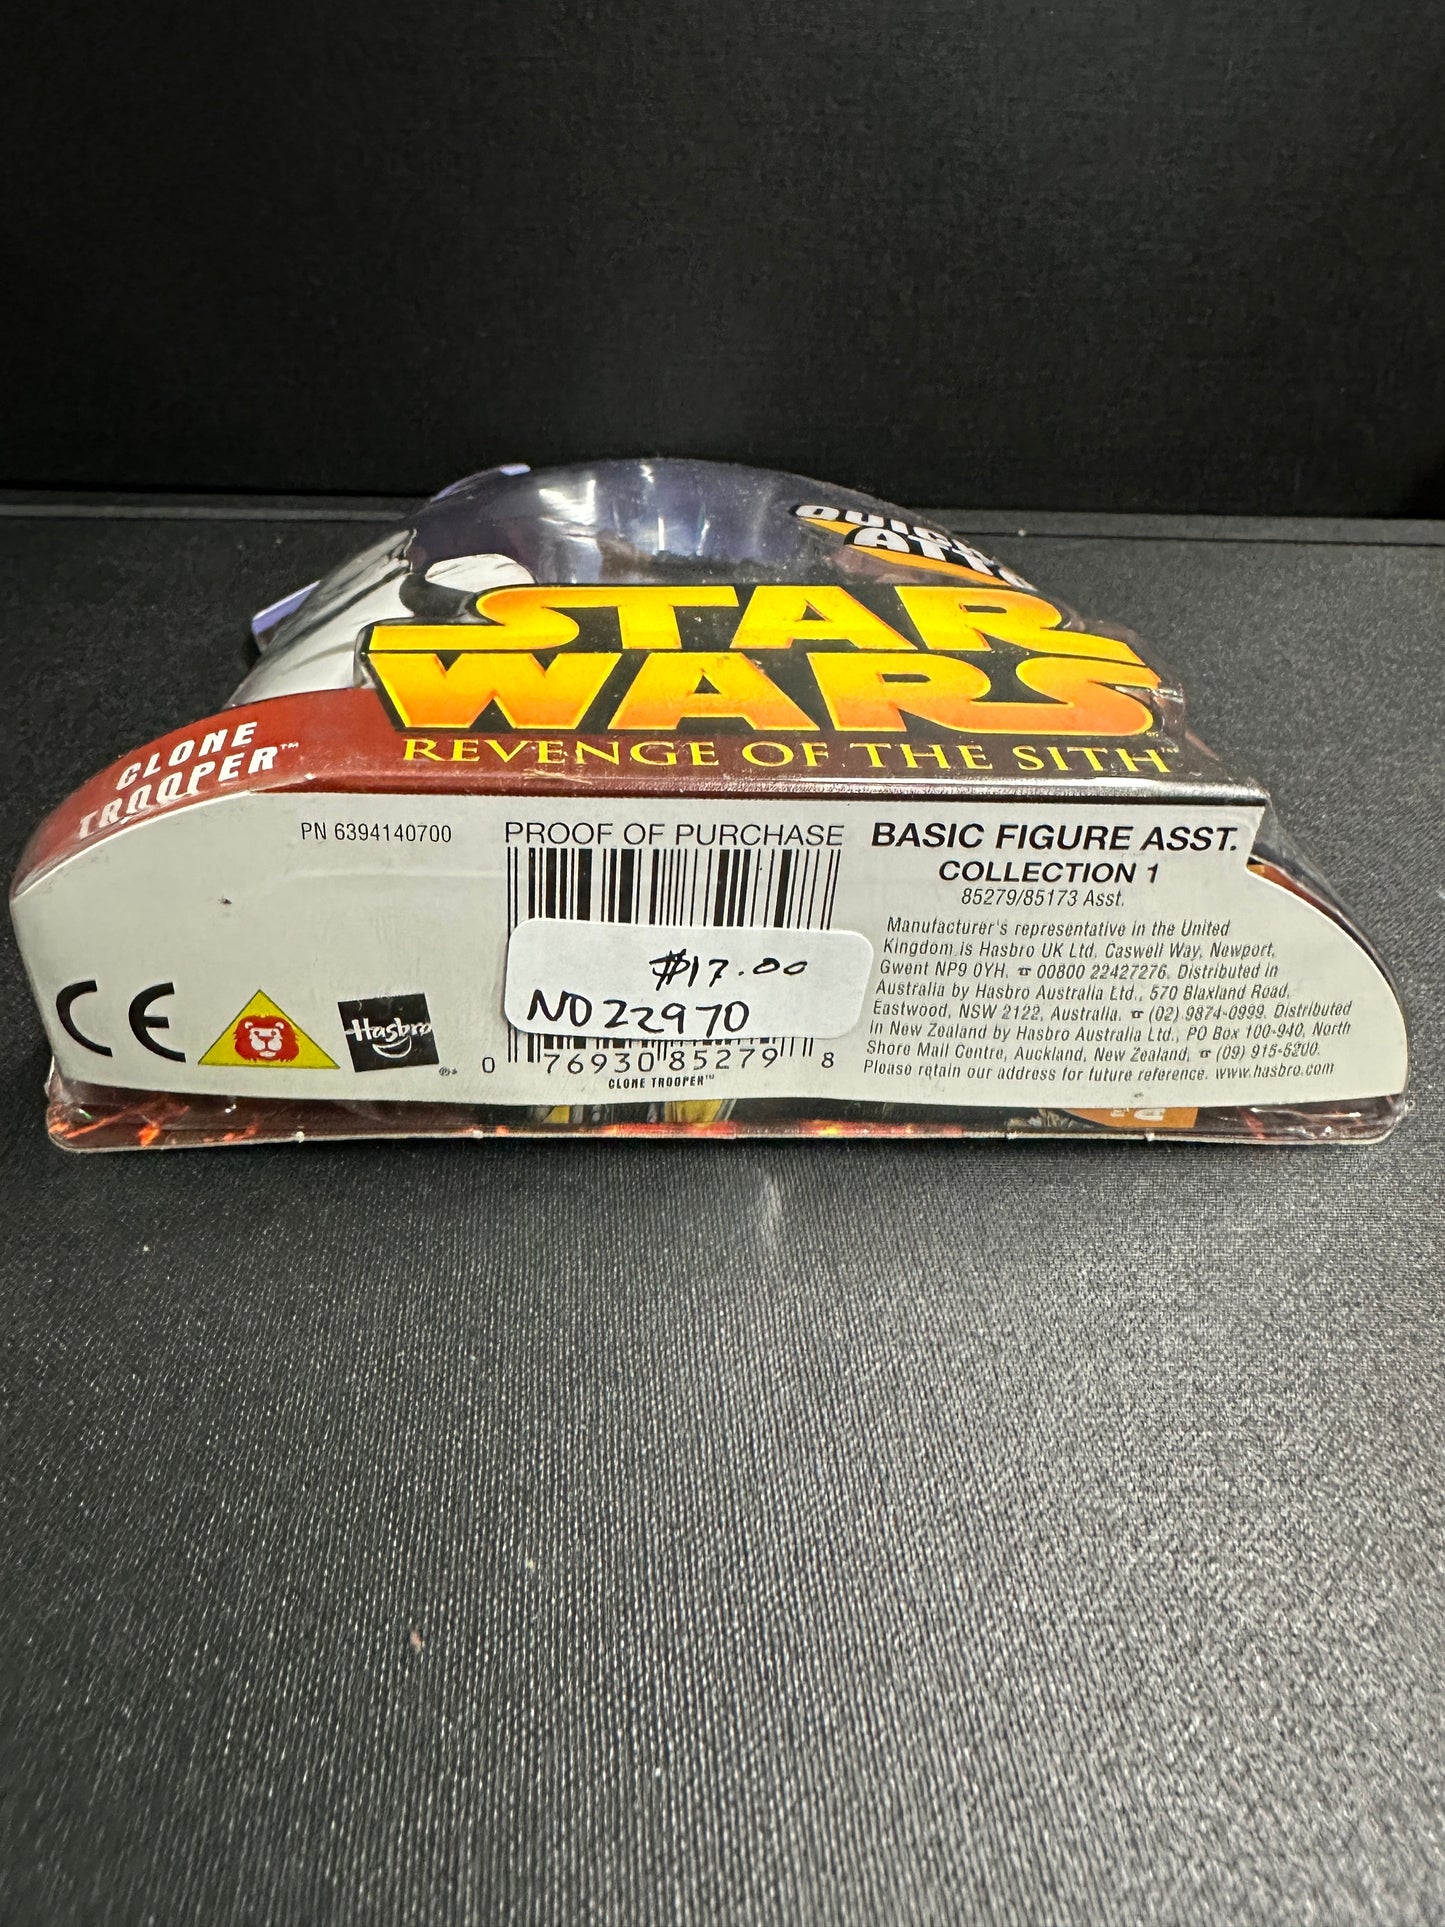 QUICK
STAR
WARS
REVENGE OF THE SITH
CLONE
TROOPER™
PN 6394140700
PROOF OF PURCHASE
BASIC FIGURE ASST.
COLLECTION 1
85279/85173 Asst.
Manufacturer's representative in the United
Kingdom is Hasbro UK Ltd, Caswell Way, Newport,
Gwent NP9 0YH. ☎ 00800 22427276. Distributed in
Australia by Hasbro Australia Ltd., 570 Blaxland Road,
Eastwood, NSW 2122, Australia. ☎ (02) 9874-0999. Distributed
in New Zealand by Hasbro Australia Ltd., PO Box 100-940, North
Shore Mail Centre, Auckland, New Zealand, ☎ (09) 915-5200.
Please retain our address for future reference. www.hasbro.com
$17.00
NO22970
CE
Hasbro
®*
0 76930 85279 8
CLONE TROOPER™